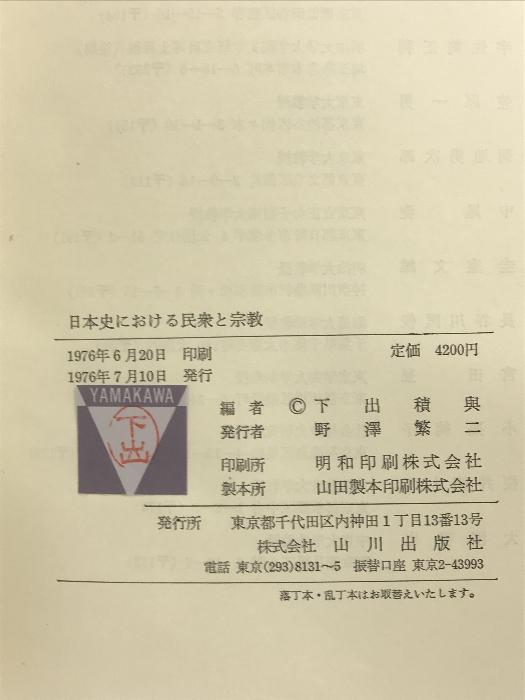 日本史における民衆と宗教
1976年6月20日 印刷
定価 4200円
1976年7月10日 発行
YAMAKAWA
下出
編者 ©下出積與
発行者 野澤繁二
印刷所 明和印刷株式会社
製本所 山田製本印刷株式会社
発行所 東京都千代田区内神田1丁目13番13号
株式会社 山川出版社
電話 東京(293)8131〜5 振替口座 東京2-43993
落丁本・乱丁本はお取替えいたします。